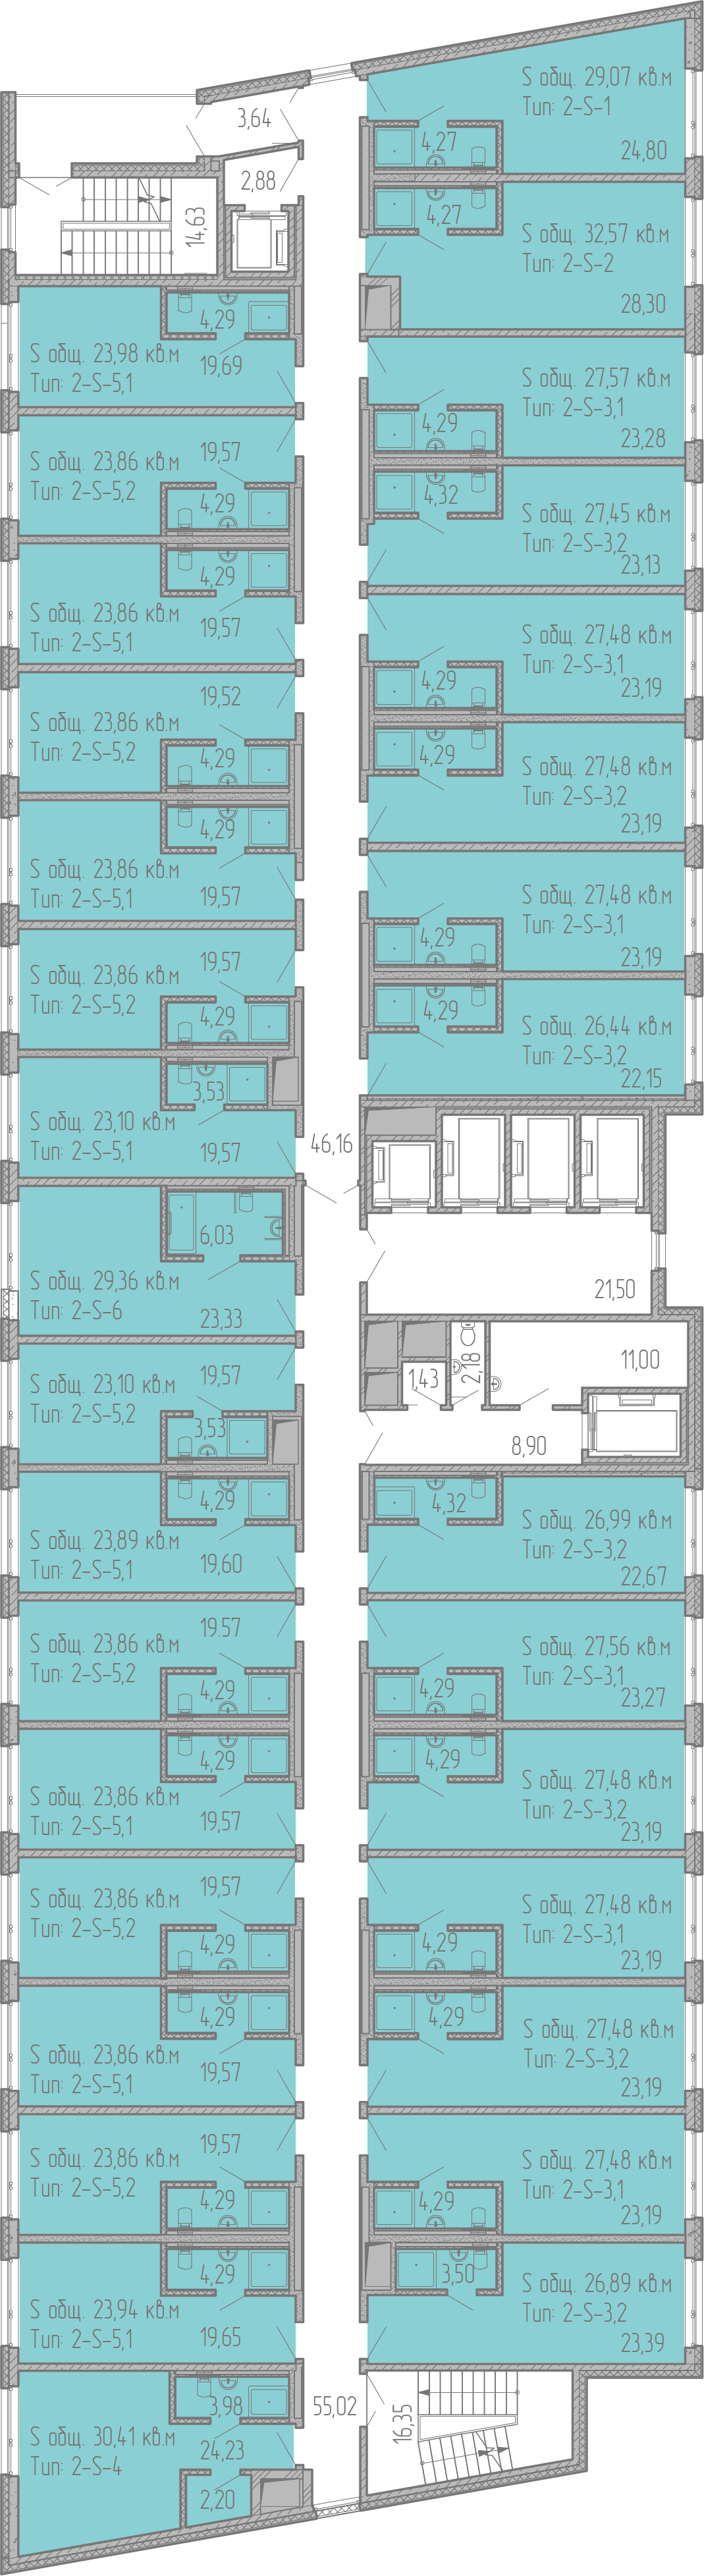 S общ. 29,07 кв.м
Тип: 2-S-1
3,64
4,27
24,80
2,88
4,27
14,63
S общ. 32,57 кв.м
Тип: 2-S-2
28,30
4,29
S общ. 23,98 кв.м
19,69
Тип: 2-S-5,1
S общ. 27,57 кв.м
Тип: 2-S-3,1
4,29
23,28
19,57
S общ. 23,86 кв.м
Тип: 2-S-5,2
4,29
4,32
S общ. 27,45 кв.м
Тип: 2-S-3,2
23,13
4,29
S общ. 23,86 кв.м
19,57
Тип: 2-S-5,1
S общ. 27,48 кв.м
Тип: 2-S-3,1
4,29
23,19
19,52
S общ. 23,86 кв.м
Тип: 2-S-5,2
4,29
4,29
S общ. 27,48 кв.м
Тип: 2-S-3,2
23,19
4,29
S общ. 23,86 кв.м
Тип: 2-S-5,1
19,57
S общ. 27,48 кв.м
Тип: 2-S-3,1
4,29
23,19
19,57
S общ. 23,86 кв.м
Тип: 2-S-5,2
4,29
4,29
S общ. 26,44 кв.м
Тип: 2-S-3,2
22,15
3,53
S общ. 23,10 кв.м
Тип: 2-S-5,1
19,57
46,16
6,03
S общ. 29,36 кв.м
Тип: 2-S-6
23,33
21,50
19,57
S общ. 23,10 кв.м
Тип: 2-S-5,2
3,53
1,43
2,18
11,00
8,90
4,29
S общ. 23,89 кв.м
Тип: 2-S-5,1
19,60
4,32
S общ. 26,99 кв.м
Тип: 2-S-3,2
22,67
19,57
S общ. 23,86 кв.м
Тип: 2-S-5,2
4,29
S общ. 27,56 кв.м
Тип: 2-S-3,1
4,29
23,27
4,29
S общ. 23,86 кв.м
Тип: 2-S-5,1
19,57
4,29
S общ. 27,48 кв.м
Тип: 2-S-3,2
23,19
19,57
S общ. 23,86 кв.м
Тип: 2-S-5,2
4,29
S общ. 27,48 кв.м
Тип: 2-S-3,1
4,29
23,19
4,29
S общ. 23,86 кв.м
Тип: 2-S-5,1
19,57
4,29
S общ. 27,48 кв.м
Тип: 2-S-3,2
23,19
19,57
S общ. 23,86 кв.м
Тип: 2-S-5,2
4,29
S общ. 27,48 кв.м
Тип: 2-S-3,1
4,29
23,19
4,29
S общ. 23,94 кв.м
Тип: 2-S-5,1
19,65
3,50
S общ. 26,89 кв.м
Тип: 2-S-3,2
23,39
3,98
55,02
16,35
S общ. 30,41 кв.м
24,23
Тип: 2-S-4
2,20